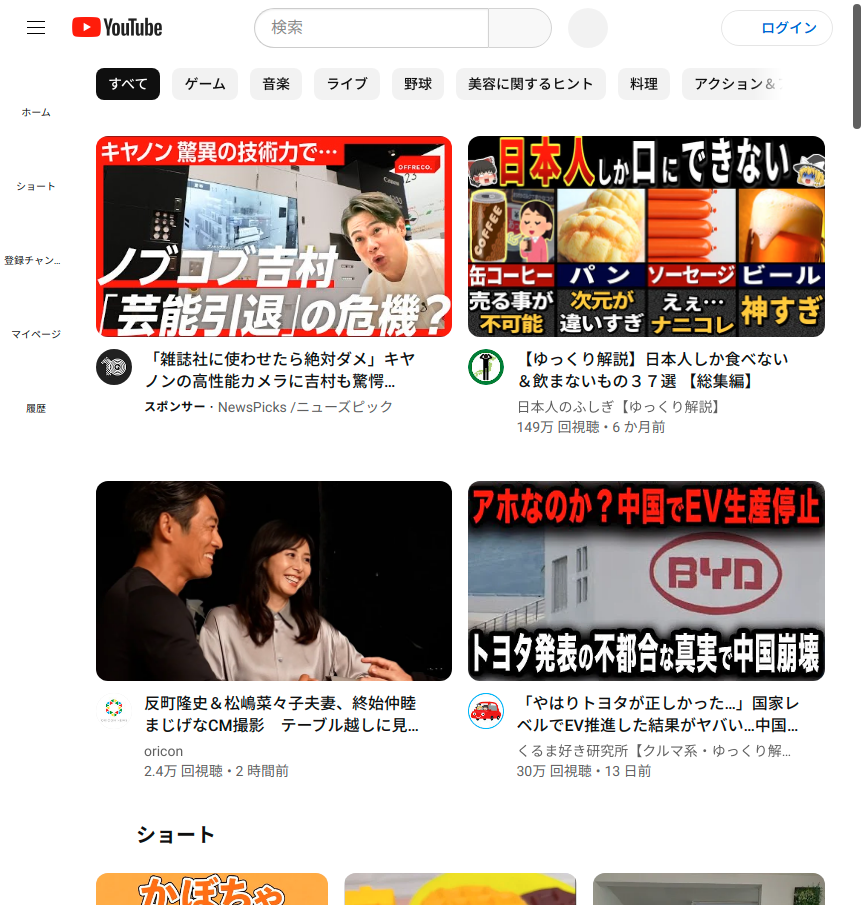 YouTube
検索
ログイン
すべて
ゲーム
音楽
ライブ
野球
美容に関するヒント
料理
アクション＆
ホーム
ショート
登録チャン…
マイページ
履歴
キヤノン 驚異の技術力で…
OFFRECO.
Canon
ノブコブ吉村
「芸能引退」の危機？
「雑誌社に使わせたら絶対ダメ」キヤ
ノンの高性能カメラに吉村も驚愕…
スポンサー · NewsPicks /ニューズピック
日本人しか口にできない
COFFEE
缶コーヒー
パン
ソーセージ
ビール
売る事が
不可能
次元が
違いすぎ
えぇ…
ナニコレ
神すぎ
【ゆっくり解説】日本人しか食べない
＆飲まないもの３７選 【総集編】
日本人のふしぎ【ゆっくり解説】
149万 回視聴・6 か月前
反町隆史＆松嶋菜々子夫妻、終始仲睦
まじげなCM撮影　テーブル越しに見…
oricon
2.4万 回視聴・2 時間前
アホなのか？中国でEV生産停止
BYD
トヨタ発表の不都合な真実で中国崩壊
「やはりトヨタが正しかった…」国家レ
ベルでEV推進した結果がヤバい…中国…
くるま好き研究所【クルマ系・ゆっくり解…
30万 回視聴・13 日前
ショート
かぼちゃ